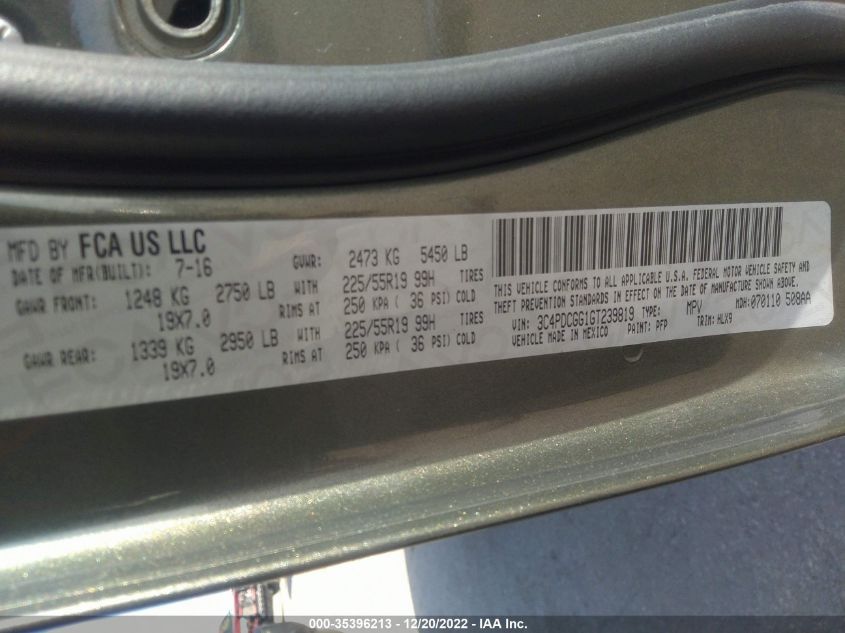 MFD BY FCA US LLC
DATE OF MFR(BUILT): 7-16 GVWR: 2473 KG 5450 LB
GAWR FRONT: 1248 KG 2750 LB WITH 225/55R19 99H TIRES
19X7.0 RIMS AT 250 KPA ( 36 PSI) COLD
GAWR REAR: 1339 KG 2950 LB WITH 225/55R19 99H TIRES
19X7.0 RIMS AT 250 KPA ( 36 PSI) COLD
THIS VEHICLE CONFORMS TO ALL APPLICABLE U.S.A. FEDERAL MOTOR VEHICLE SAFETY AND
THEFT PREVENTION STANDARDS IN EFFECT ON THE DATE OF MANUFACTURE SHOWN ABOVE.
VIN: 3C4PDCGG1GT239819 TYPE: MPV MDH: 070110 508AA
VEHICLE MADE IN MEXICO PAINT: PFP TRIM: HLX9
000-35396213 - 12/20/2022 - IAA Inc.